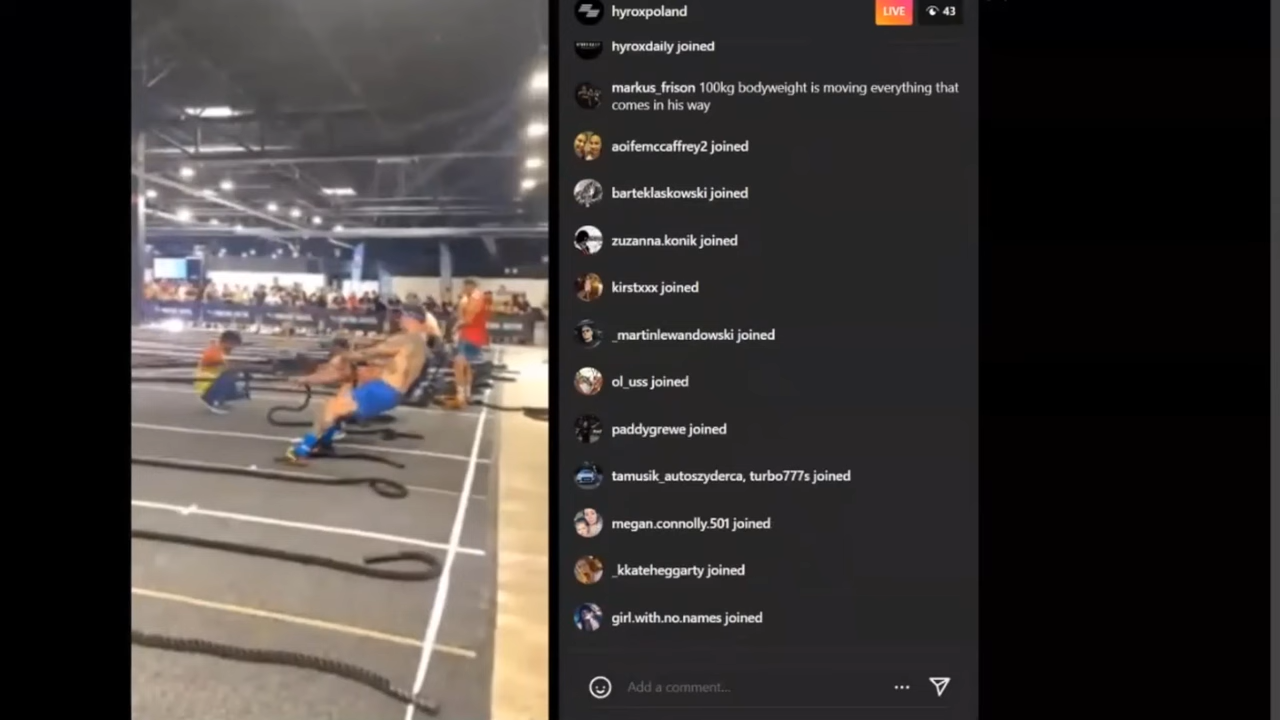 hyroxpoland
LIVE
43
hyroxdaily joined
markus_frison 100kg bodyweight is moving everything that
comes in his way
aoifemccaffrey2 joined
barteklaskowski joined
zuzanna.konik joined
kirstxxx joined
_martinlewandowski joined
ol_uss joined
paddygrewe joined
tamusik_autoszyderca, turbo777s joined
megan.connolly.501 joined
_kkateheggarty joined
girl.with.no.names joined
Add a comment...